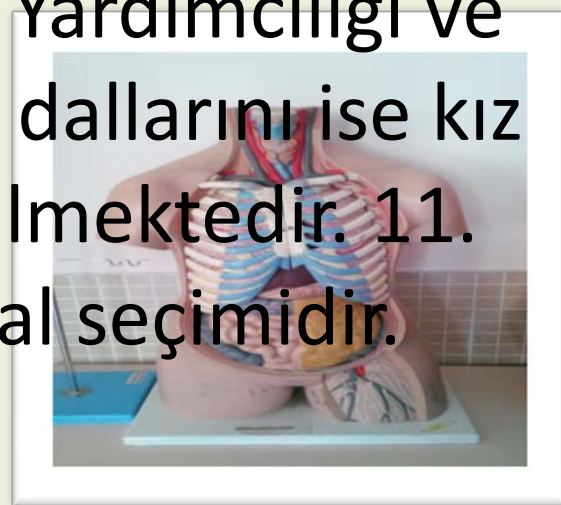 Yardımcılığı ve
dallarını ise kız
lmektedir. 11.
al seçimidir.